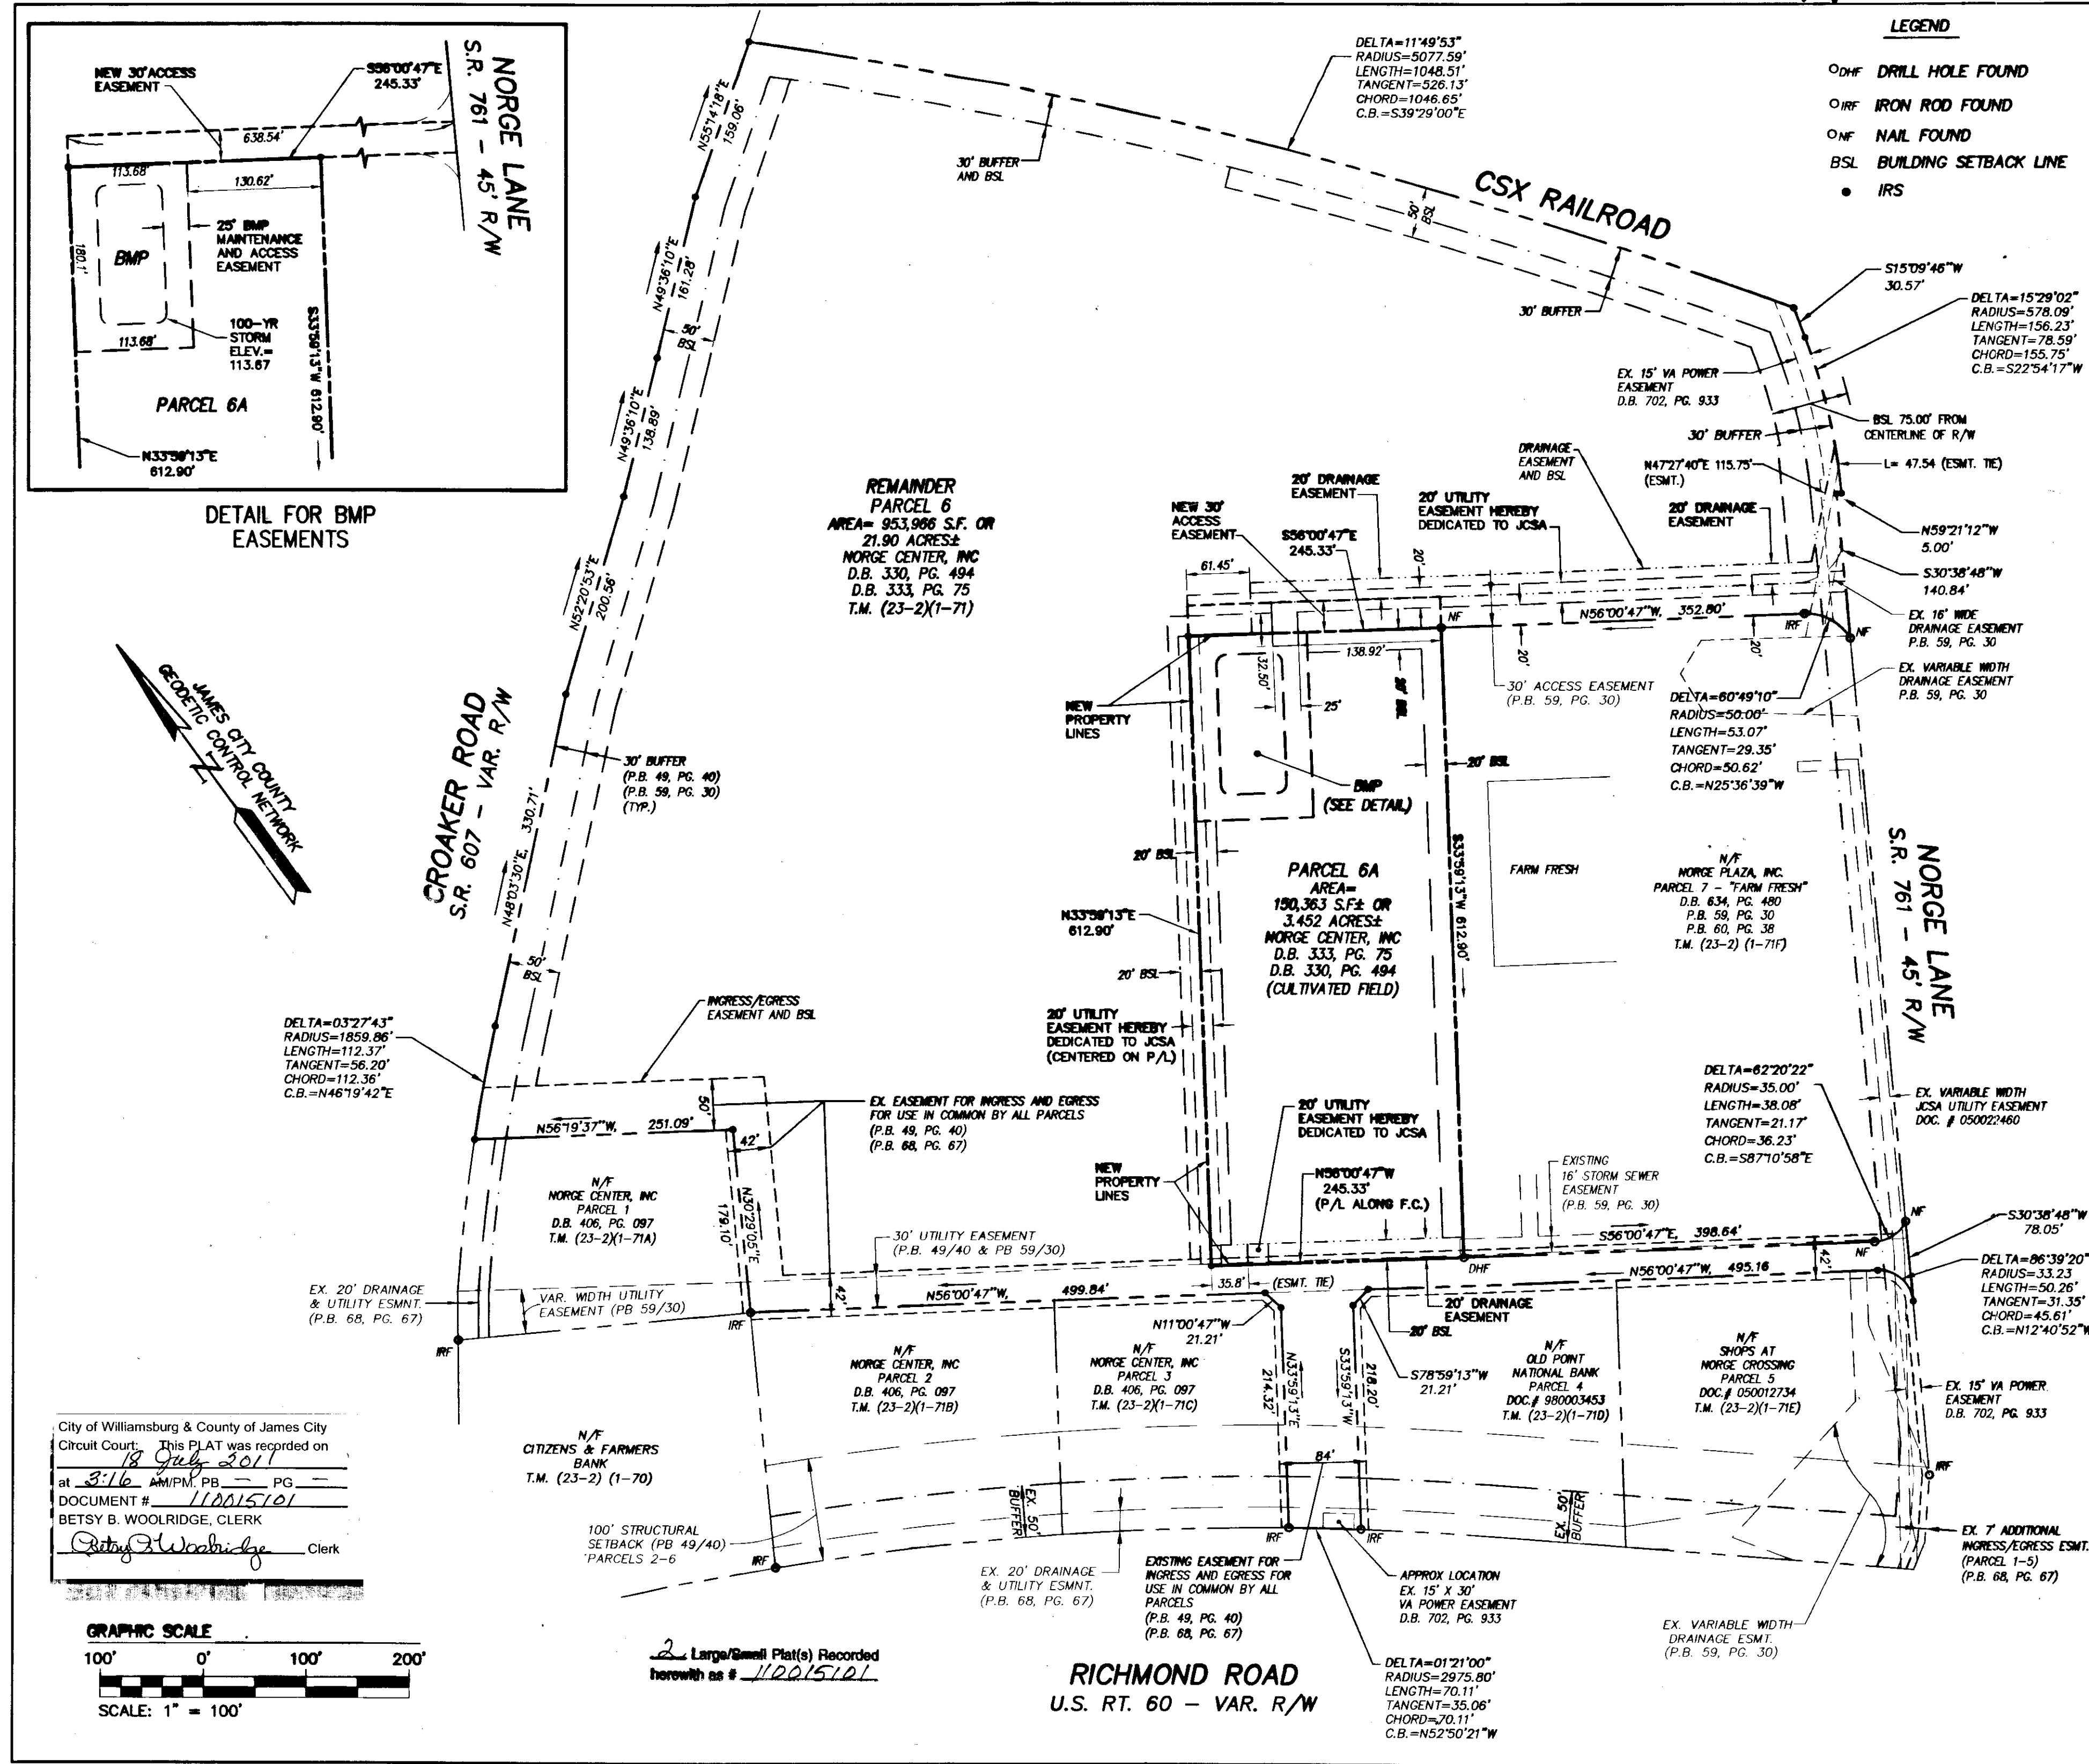 LEGEND
DHF DRILL HOLE FOUND
IRF IRON ROD FOUND
NF NAIL FOUND
BSL BUILDING SETBACK LINE
IRS
NEW 30' ACCESS
EASEMENT
S56°00'47"E
245.33'
NORGE LANE
S.R. 761 - 45' R/W
638.54'
113.68'
130.62'
180.1'
BMP
25' BMP
MAINTENANCE
AND ACCESS
EASEMENT
100-YR
STORM
ELEV.=
113.67
113.68'
S33°59'13"W 612.90'
PARCEL 6A
N33°59'13"E
612.90'
DETAIL FOR BMP
EASEMENTS
DELTA=11°49'53"
RADIUS=5077.59'
LENGTH=1048.51'
TANGENT=526.13'
CHORD=1046.65'
C.B.=S39°29'00"E
30' BUFFER
AND BSL
CSX RAILROAD
50'
BSL
30' BUFFER
N55°14'18"E
159.06'
N49°36'10"E
161.28'
50'
BSL
N49°36'10"E
138.89'
N52°20'53"E
200.56'
S15°09'46"W
30.57'
DELTA=15°29'02"
RADIUS=578.09'
LENGTH=156.23'
TANGENT=78.59'
CHORD=155.75'
C.B.=S22°54'17"W
EX. 15' VA POWER
EASEMENT
D.B. 702, PG. 933
BSL 75.00' FROM
CENTERLINE OF R/W
30' BUFFER
N47°27'40"E 115.75'
(ESMT.)
L= 47.54 (ESMT. TIE)
DRAINAGE
EASEMENT
AND BSL
20' DRAINAGE
EASEMENT
20' UTILITY
EASEMENT HEREBY
DEDICATED TO JCSA
20' DRAINAGE
EASEMENT
N59°21'12"W
5.00'
S30°38'48"W
140.84'
REMAINDER
PARCEL 6
AREA= 953,966 S.F. OR
21.90 ACRES±
NORGE CENTER, INC
D.B. 330, PG. 494
D.B. 333, PG. 75
T.M. (23-2)(1-71)
NEW 30'
ACCESS
EASEMENT
S56°00'47"E
245.33'
20'
61.45'
NF
N56°00'47"W, 352.80'
IRF
NF
EX. 16' WIDE
DRAINAGE EASEMENT
P.B. 59, PG. 30
EX. VARIABLE WIDTH
DRAINAGE EASEMENT
P.B. 59, PG. 30
138.92'
132.50'
20' BSL
25'
20'
20'
30' ACCESS EASEMENT
(P.B. 59, PG. 30)
DELTA=60°49'10"
RADIUS=50.00'
LENGTH=53.07'
TANGENT=29.35'
CHORD=50.62'
C.B.=N25°36'39"W
NEW
PROPERTY
LINES
BMP
(SEE DETAIL)
20' BSL
JAMES CITY COUNTY
GEODETIC CONTROL NETWORK
N
CROAKER ROAD
S.R. 607 - VAR. R/W
30' BUFFER
(P.B. 49, PG. 40)
(P.B. 59, PG. 30)
(TYP.)
N48°03'30"E, 330.71'
20' BSL
PARCEL 6A
AREA=
150,363 S.F± OR
3.452 ACRES±
NORGE CENTER, INC
D.B. 333, PG. 75
D.B. 330, PG. 494
(CULTIVATED FIELD)
S33°59'13"W 612.90'
FARM FRESH
N/F
NORGE PLAZA, INC.
PARCEL 7 - "FARM FRESH"
D.B. 634, PG. 480
P.B. 59, PG. 30
P.B. 60, PG. 38
T.M. (23-2) (1-71F)
NORGE LANE
S.R. 761 - 45' R/W
N33°59'13"E
612.90'
20' BSL
50'
BSL
DELTA=03°27'43"
RADIUS=1859.86'
LENGTH=112.37'
TANGENT=56.20'
CHORD=112.36'
C.B.=N46°19'42"E
INGRESS/EGRESS
EASEMENT AND BSL
20' UTILITY
EASEMENT HEREBY
DEDICATED TO JCSA
(CENTERED ON P/L)
DELTA=62°20'22"
RADIUS=35.00'
LENGTH=38.08'
TANGENT=21.17'
CHORD=36.23'
C.B.=S87°10'58"E
EX. VARIABLE WIDTH
JCSA UTILITY EASEMENT
DOC. # 050022460
N56°19'37"W, 251.09'
50'
42'
EX. EASEMENT FOR INGRESS AND EGRESS
FOR USE IN COMMON BY ALL PARCELS
(P.B. 49, PG. 40)
(P.B. 68, PG. 67)
20' UTILITY
EASEMENT HEREBY
DEDICATED TO JCSA
NEW
PROPERTY
LINES
N56°00'47"W
245.33'
(P/L ALONG F.C.)
EXISTING
16' STORM SEWER
EASEMENT
(P.B. 59, PG. 30)
N/F
NORGE CENTER, INC
PARCEL 1
D.B. 406, PG. 097
T.M. (23-2)(1-71A)
N30°29'05"E
179.10'
30' UTILITY EASEMENT
(P.B. 49/40 & PB 59/30)
S56°00'47"E, 398.64'
NF
NF
S30°38'48"W
78.05'
DHF
42'
DELTA=86°39'20"
RADIUS=33.23
LENGTH=50.26
TANGENT=31.35'
CHORD=45.61'
C.B.=N12°40'52"W
EX. 20' DRAINAGE
& UTILITY ESMNT.
(P.B. 68, PG. 67)
VAR. WIDTH UTILITY
EASEMENT (PB 59/30)
42'
35.8' (ESMT. TIE)
N56°00'47"W, 499.84'
N56°00'47"W, 495.16
20' DRAINAGE
EASEMENT
20' BSL
IRF
IRF
N11°00'47"W
21.21'
S78°59'13"W
21.21'
N33°59'13"E
214.32'
S33°59'13"W
218.20'
N/F
NORGE CENTER, INC
PARCEL 2
D.B. 406, PG. 097
T.M. (23-2)(1-71B)
N/F
NORGE CENTER, INC
PARCEL 3
D.B. 406, PG. 097
T.M. (23-2)(1-71C)
N/F
OLD POINT
NATIONAL BANK
PARCEL 4
DOC.# 980003453
T.M. (23-2)(1-71D)
N/F
SHOPS AT
NORGE CROSSING
PARCEL 5
DOC.# 050012734
T.M. (23-2)(1-71E)
EX. 15' VA POWER
EASEMENT
D.B. 702, PG. 933
N/F
CITIZENS & FARMERS
BANK
T.M. (23-2) (1-70)
84'
IRF
City of Williamsburg & County of James City
Circuit Court: This PLAT was recorded on
18 July 2011
at 3:16 AM/PM. PB — PG —
DOCUMENT # 110015101
BETSY B. WOOLRIDGE, CLERK
Betsy B Woolridge Clerk
100' STRUCTURAL
SETBACK (PB 49/40)
PARCELS 2-6
EX. 50'
BUFFER
EX. 50'
BUFFER
IRF
IRF
IRF
EX. 20' DRAINAGE
& UTILITY ESMNT.
(P.B. 68, PG. 67)
EXISTING EASEMENT FOR
INGRESS AND EGRESS FOR
USE IN COMMON BY ALL
PARCELS
(P.B. 49, PG. 40)
(P.B. 68, PG. 67)
APPROX LOCATION
EX. 15' X 30'
VA POWER EASEMENT
D.B. 702, PG. 933
EX. 7' ADDITIONAL
INGRESS/EGRESS ESMT.
(PARCEL 1-5)
(P.B. 68, PG. 67)
EX. VARIABLE WIDTH
DRAINAGE ESMT.
(P.B. 59, PG. 30)
GRAPHIC SCALE
100' 0' 100' 200'
SCALE: 1" = 100'
2 Large/Small Plat(s) Recorded
herewith as # 110015101
RICHMOND ROAD
U.S. RT. 60 - VAR. R/W
DELTA=01°21'00"
RADIUS=2975.80'
LENGTH=70.11'
TANGENT=35.06'
CHORD=70.11'
C.B.=N52°50'21"W